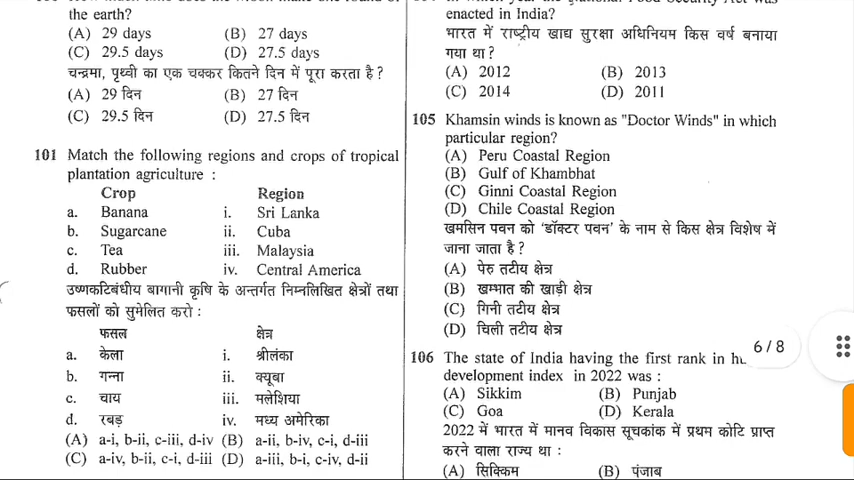 the earth?
(A) 29 days (B) 27 days
(C) 29.5 days (D) 27.5 days
चन्द्रमा, पृथ्वी का एक चक्कर कितने दिन में पूरा करता है ?
(A) 29 दिन (B) 27 दिन
(C) 29.5 दिन (D) 27.5 दिन
101 Match the following regions and crops of tropical
plantation agriculture :
Crop Region
a. Banana i. Sri Lanka
b. Sugarcane ii. Cuba
c. Tea iii. Malaysia
d. Rubber iv. Central America
उष्णकटिबंधीय बागानी कृषि के अन्तर्गत निम्नलिखित क्षेत्रों तथा
फसलों को सुमेलित करो :
फसल क्षेत्र
a. केला i. श्रीलंका
b. गन्ना ii. क्यूबा
c. चाय iii. मलेशिया
d. रबड़ iv. मध्य अमेरिका
(A) a-i, b-ii, c-iii, d-iv (B) a-ii, b-iv, c-i, d-iii
(C) a-iv, b-ii, c-i, d-iii (D) a-iii, b-i, c-iv, d-ii
enacted in India?
भारत में राष्ट्रीय खाद्य सुरक्षा अधिनियम किस वर्ष बनाया
गया था ?
(A) 2012 (B) 2013
(C) 2014 (D) 2011
105 Khamsin winds is known as "Doctor Winds" in which
particular region?
(A) Peru Coastal Region
(B) Gulf of Khambhat
(C) Ginni Coastal Region
(D) Chile Coastal Region
खमसिन पवन को 'डॉक्टर पवन' के नाम से किस क्षेत्र विशेष में
जाना जाता है ?
(A) पेरु तटीय क्षेत्र
(B) खम्भात की खाड़ी क्षेत्र
(C) गिनी तटीय क्षेत्र
(D) चिली तटीय क्षेत्र
6 / 8
106 The state of India having the first rank in
development index in 2022 was :
(A) Sikkim (B) Punjab
(C) Goa (D) Kerala
2022 में भारत में मानव विकास सूचकांक में प्रथम कोटि प्राप्त
करने वाला राज्य था :
(A) सिक्किम (B) पंजाब